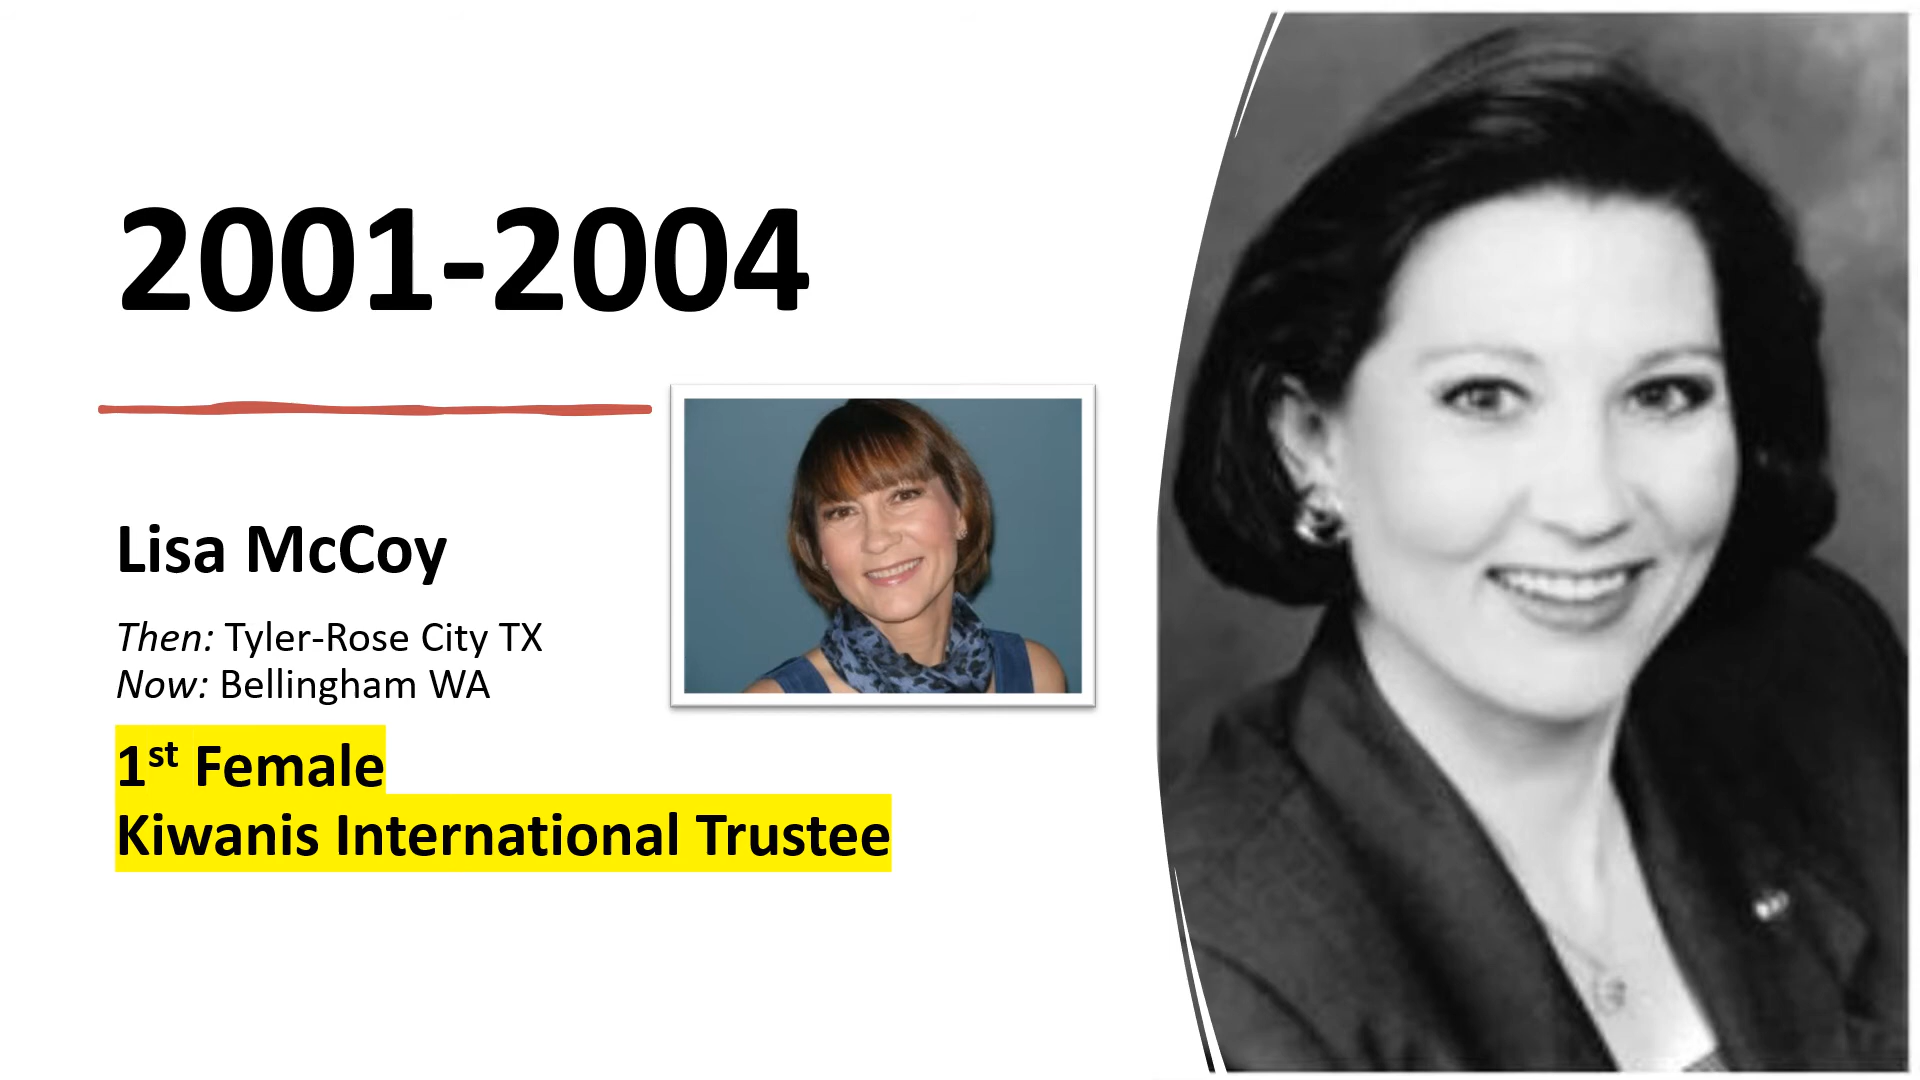 2001-2004
Lisa McCoy
Then: Tyler-Rose City TX
Now: Bellingham WA
1st Female
Kiwanis International Trustee